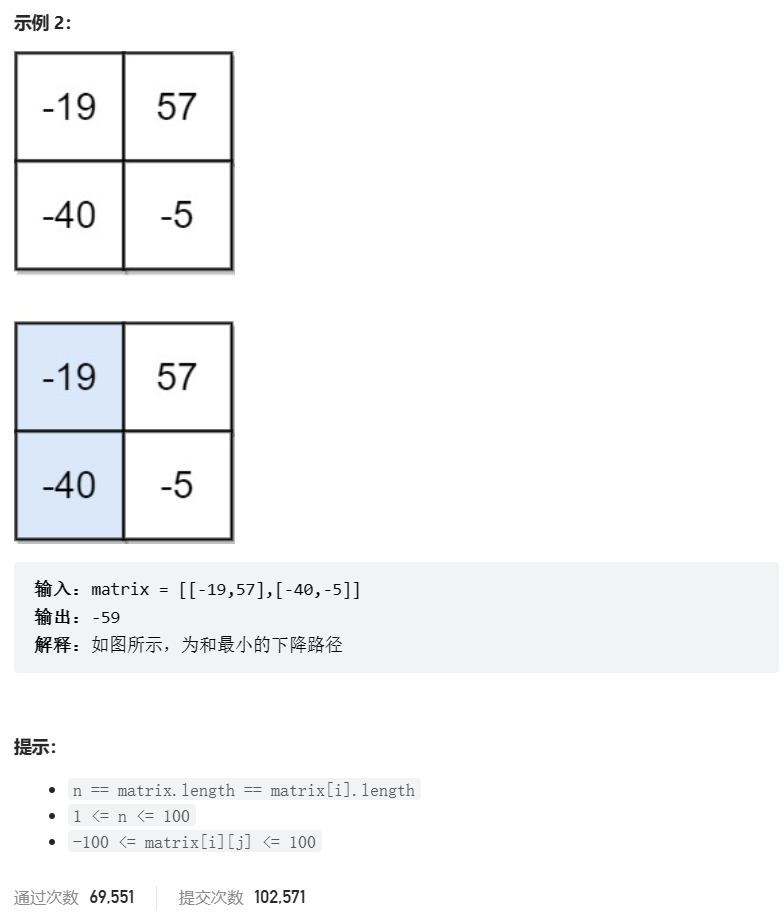 示例 2：
-19 57
-40 -5
-19 57
-40 -5
输入：matrix = [[-19,57],[-40,-5]]
输出：-59
解释：如图所示，为和最小的下降路径
提示：
n == matrix.length == matrix[i].length
1 <= n <= 100
-100 <= matrix[i][j] <= 100
通过次数 69,551 提交次数 102,571